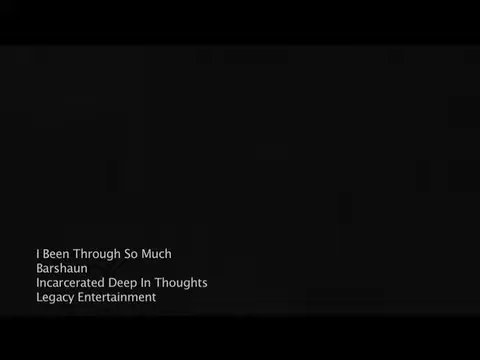 I Been Through So Much
Barshaun
Incarcerated Deep In Thoughts
Legacy Entertainment